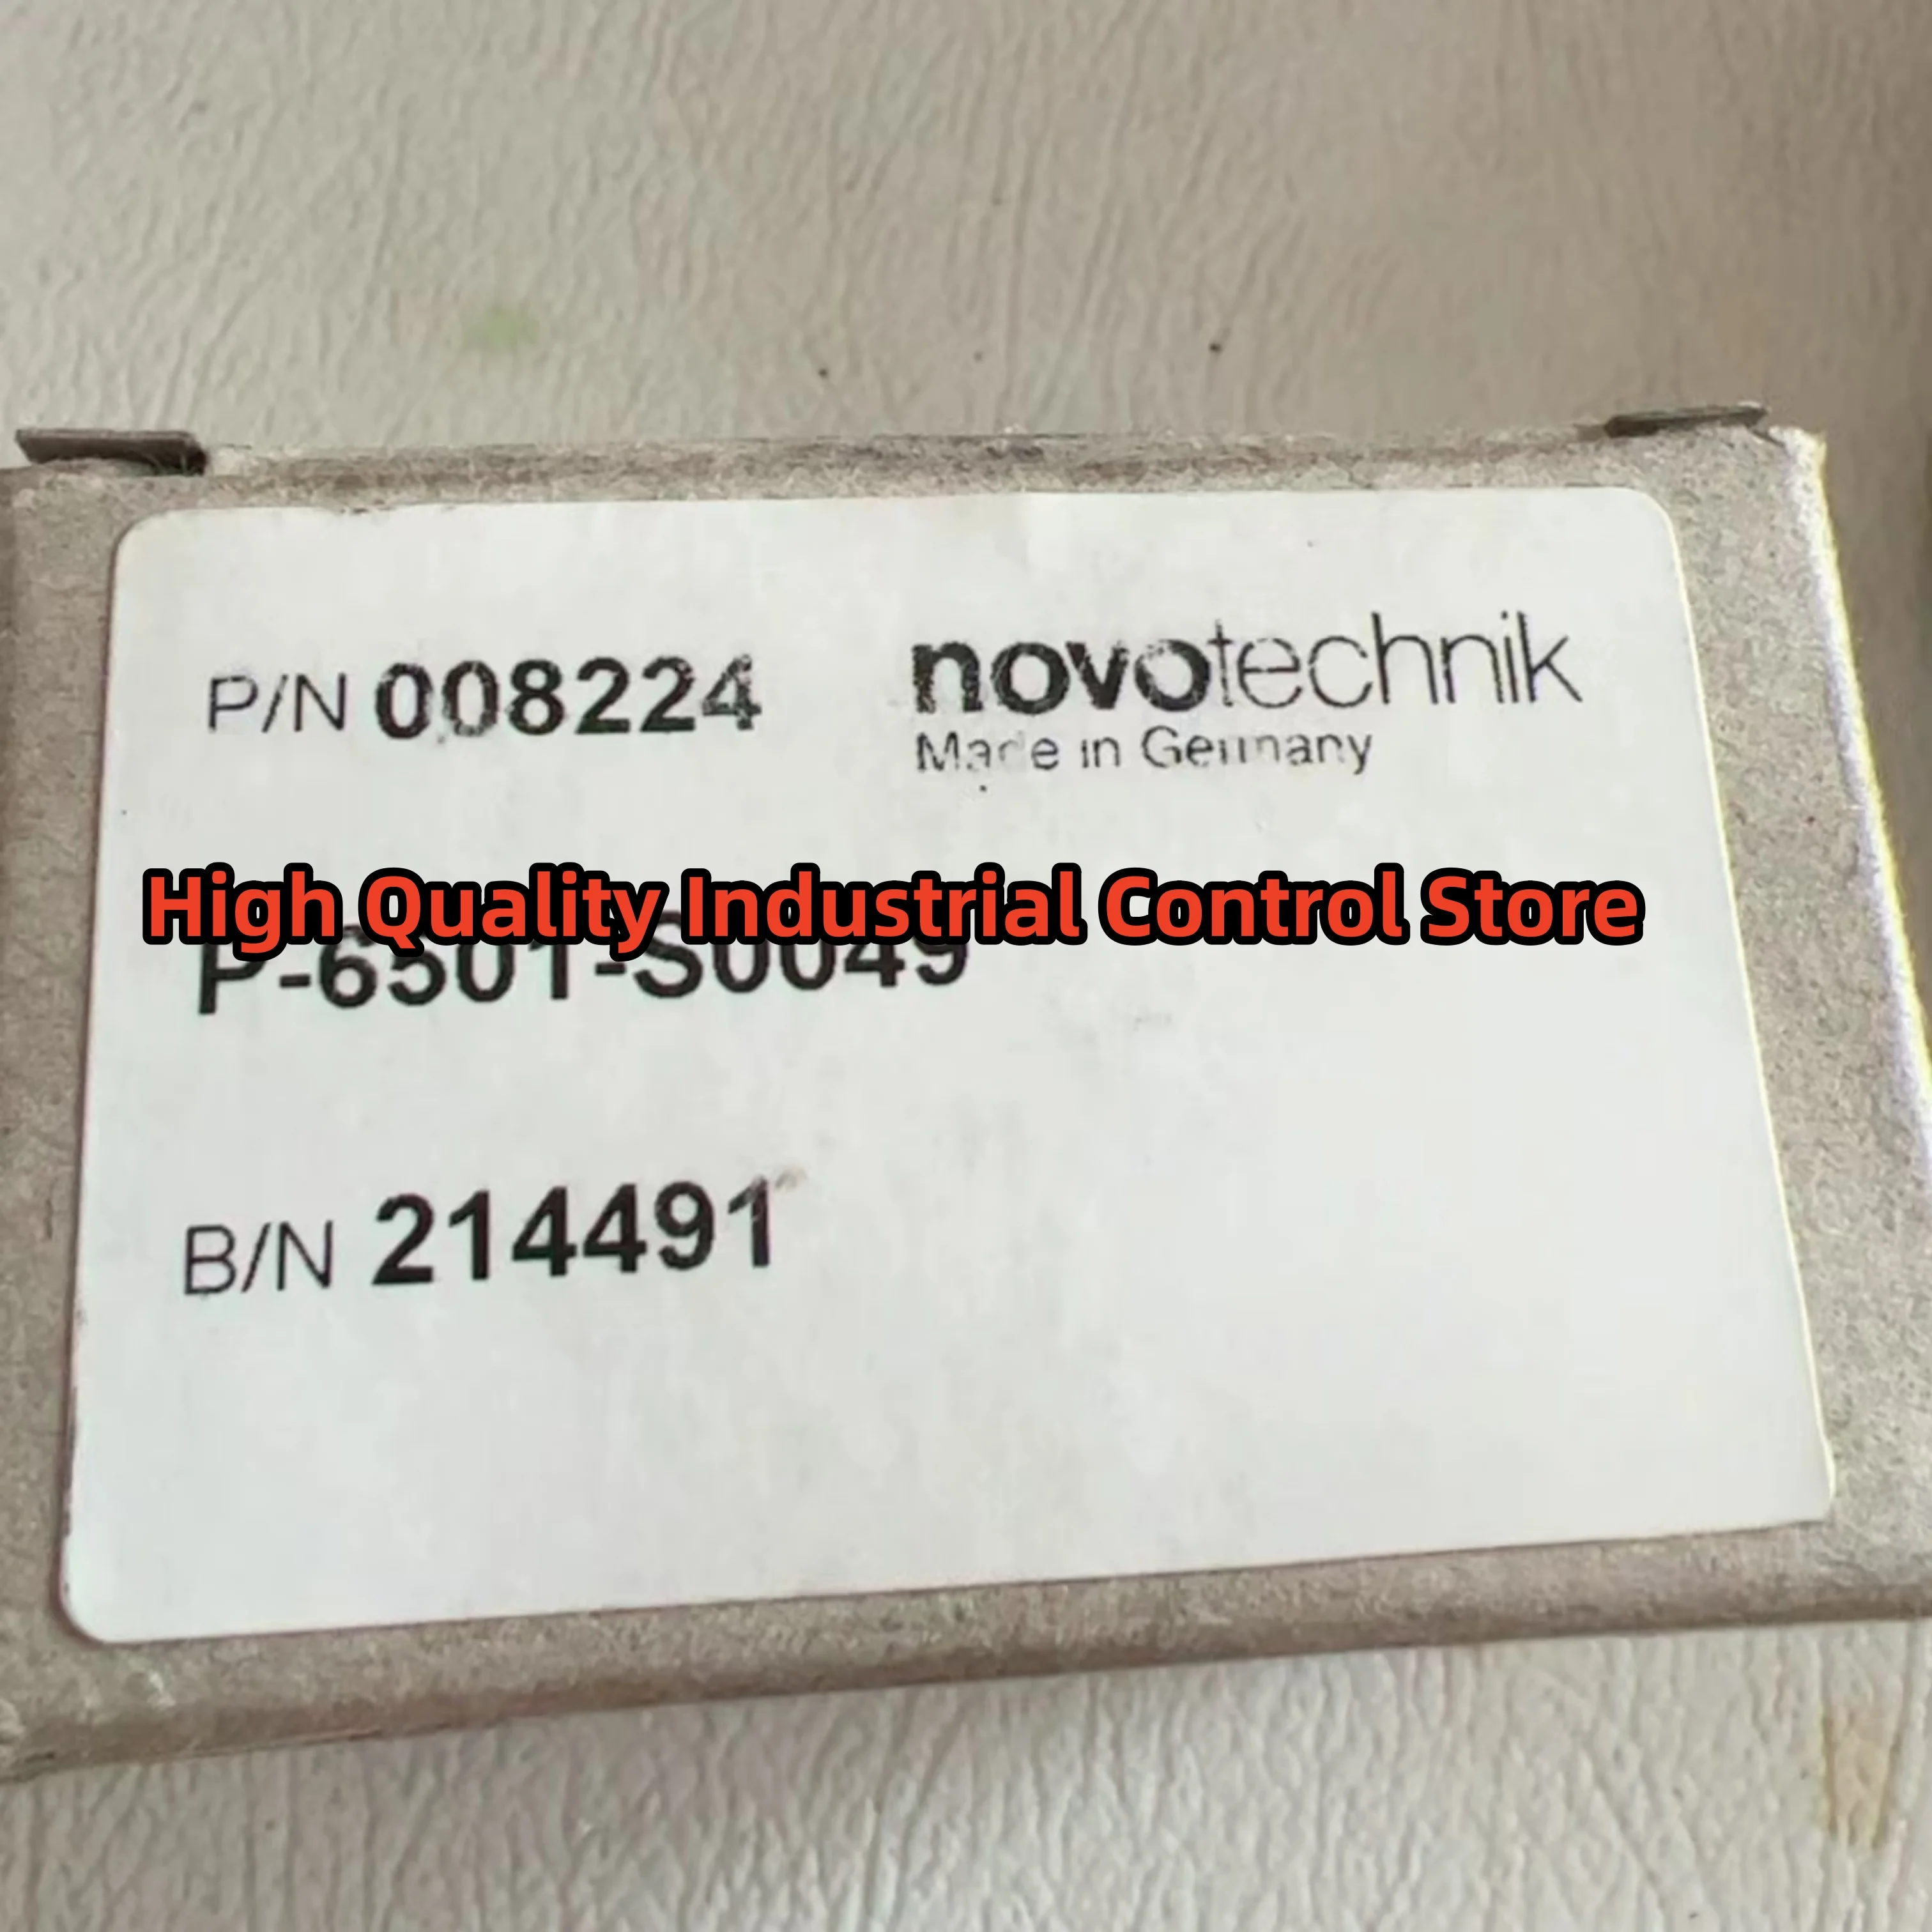 P/N 008224 novotechnik
Made in Germany
High Quality Industrial Control Store
P-6501-S0049
B/N 214491